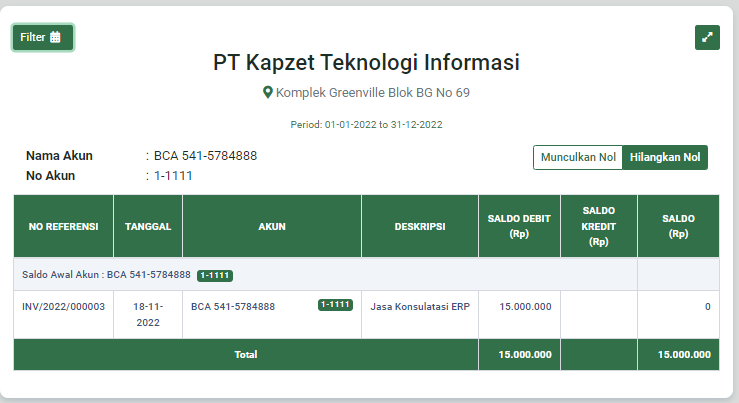 Filter
PT Kapzet Teknologi Informasi
Komplek Greenville Blok BG No 69
Period: 01-01-2022 to 31-12-2022
Nama Akun : BCA 541-5784888
No Akun : 1-1111
Munculkan Nol Hilangkan Nol
NO REFERENSI TANGGAL AKUN DESKRIPSI SALDO DEBIT (Rp) SALDO KREDIT (Rp) SALDO (Rp)
Saldo Awal Akun : BCA 541-5784888 1-1111
INV/2022/000003 18-11-2022 BCA 541-5784888 1-1111 Jasa Konsulatasi ERP 15.000.000 0
Total 15.000.000 15.000.000